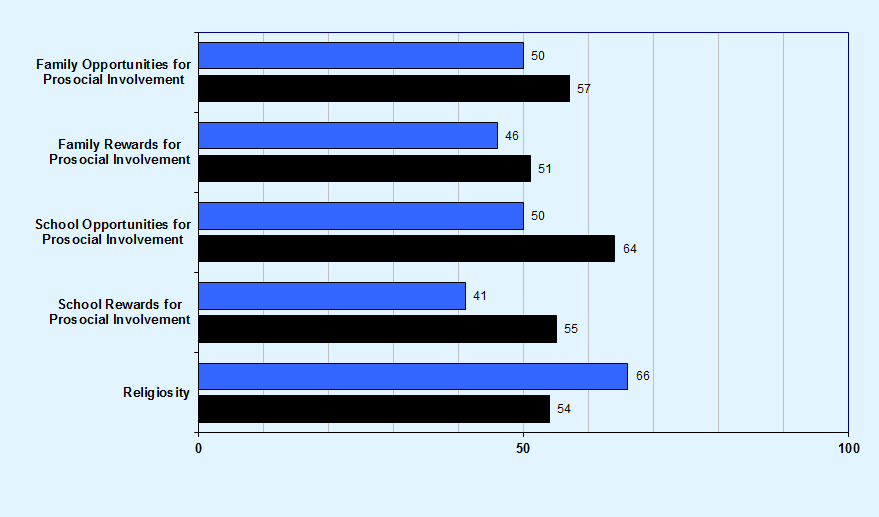 Family Opportunities for
Prosocial Involvement
50
57
Family Rewards for
Prosocial Involvement
46
51
School Opportunities for
Prosocial Involvement
50
64
School Rewards for
Prosocial Involvement
41
55
Religiosity
66
54
0 50 100